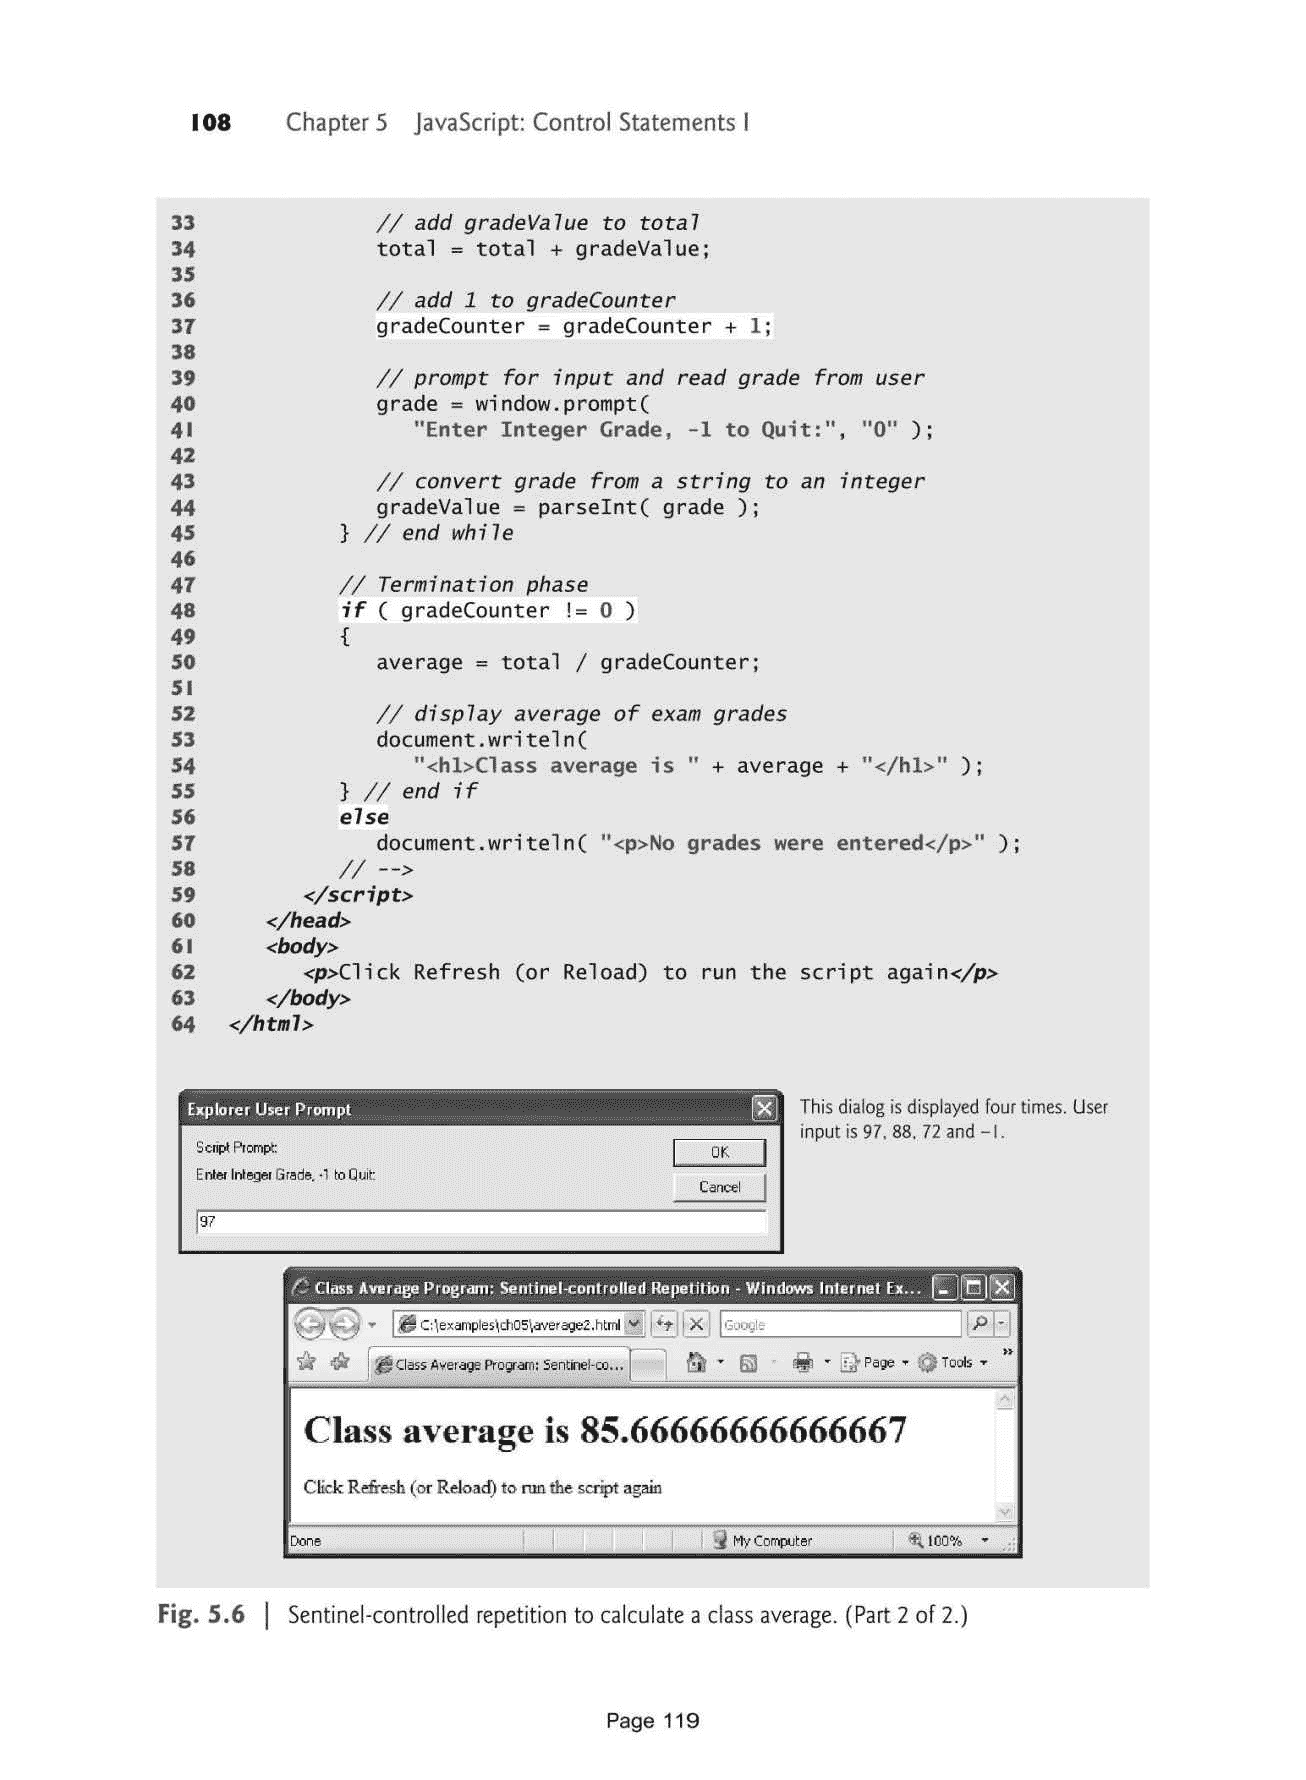 108 Chapter 5 JavaScript: Control Statements I
33 // add gradeValue to total
34 total = total + gradeValue;
35
36 // add 1 to gradeCounter
37 gradeCounter = gradeCounter + 1;
38
39 // prompt for input and read grade from user
40 grade = window.prompt(
41 "Enter Integer Grade, -1 to Quit:", "0" );
42
43 // convert grade from a string to an integer
44 gradeValue = parseInt( grade );
45 } // end while
46
47 // Termination phase
48 if ( gradeCounter != 0 )
49 {
50 average = total / gradeCounter;
51
52 // display average of exam grades
53 document.writeln(
54 "<h1>Class average is " + average + "</h1>" );
55 } // end if
56 else
57 document.writeln( "<p>No grades were entered</p>" );
58 // -->
59 </script>
60 </head>
61 <body>
62 <p>Click Refresh (or Reload) to run the script again</p>
63 </body>
64 </html>
Explorer User Prompt
Script Prompt:
Enter Integer Grade, -1 to Quit:
OK
Cancel
97
This dialog is displayed four times. User
input is 97, 88, 72 and –1.
Class Average Program: Sentinel-controlled Repetition - Windows Internet Ex...
C:\examples\ch05\average2.html Google
Class Average Program: Sentinel-co... Page Tools »
Class average is 85.66666666666667
Click Refresh (or Reload) to run the script again
Done My Computer 100%
Fig. 5.6 | Sentinel-controlled repetition to calculate a class average. (Part 2 of 2.)
Page 119